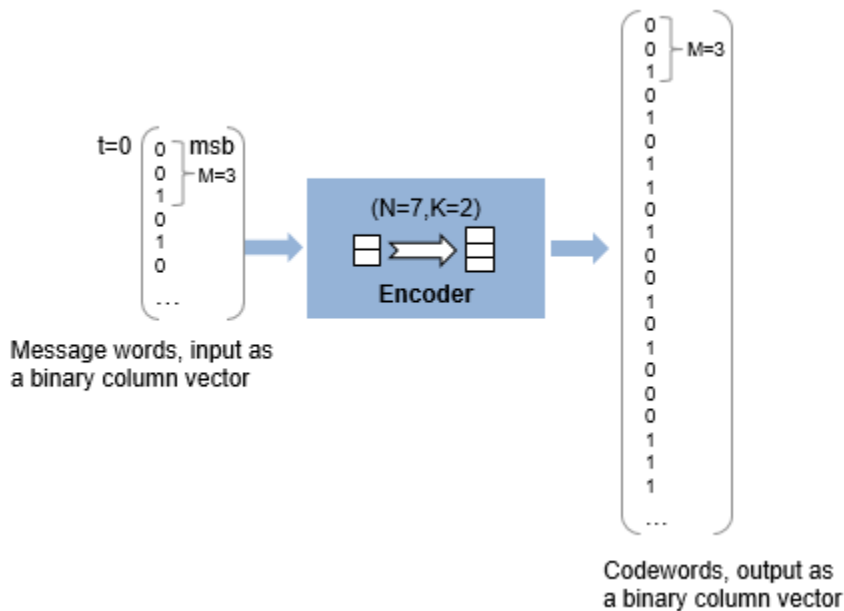 t=0
0 msb
0 M=3
1
0
1
0
...
Message words, input as
a binary column vector
(N=7,K=2)
Encoder
0
0 M=3
1
0
1
0
1
1
0
1
0
0
1
0
1
0
0
0
1
1
1
...
Codewords, output as
a binary column vector